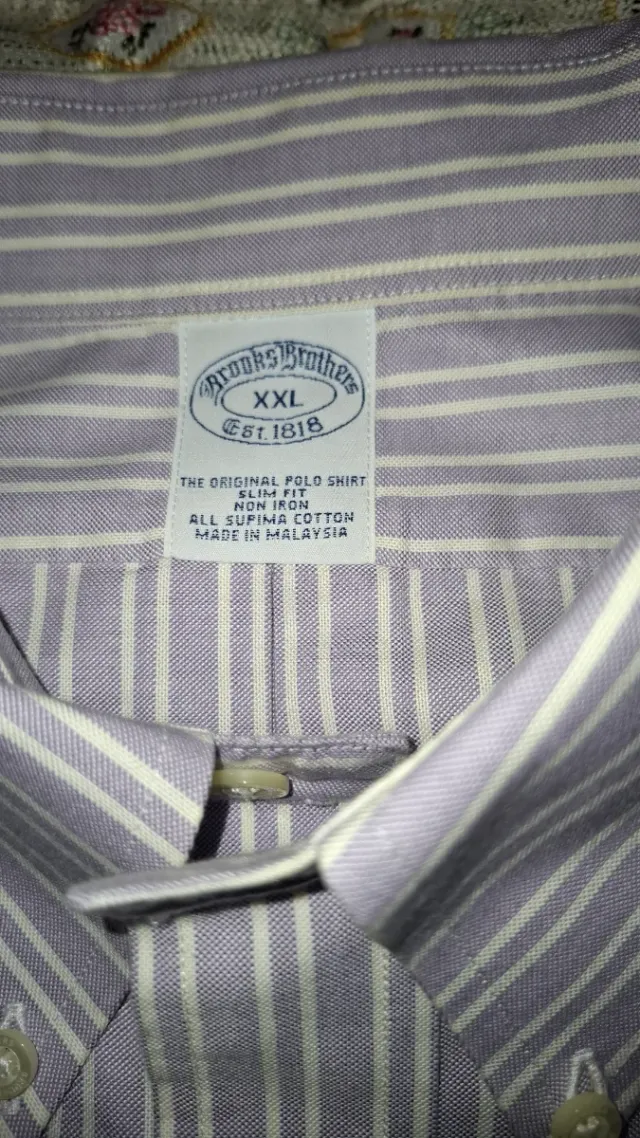 Brooks Brothers
XXL
Est. 1818
THE ORIGINAL POLO SHIRT
SLIM FIT
NON IRON
ALL SUPIMA COTTON
MADE IN MALAYSIA